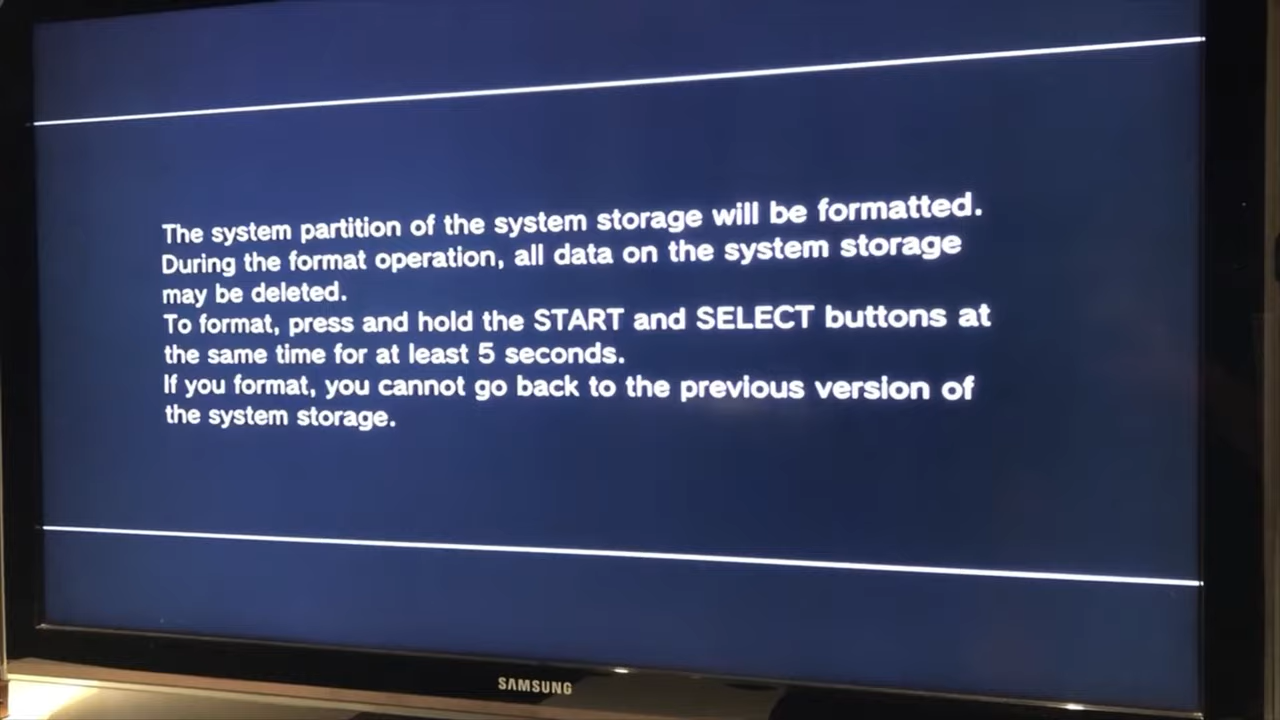 The system partition of the system storage will be formatted.
During the format operation, all data on the system storage
may be deleted.
To format, press and hold the START and SELECT buttons at
the same time for at least 5 seconds.
If you format, you cannot go back to the previous version of
the system storage.
SAMSUNG